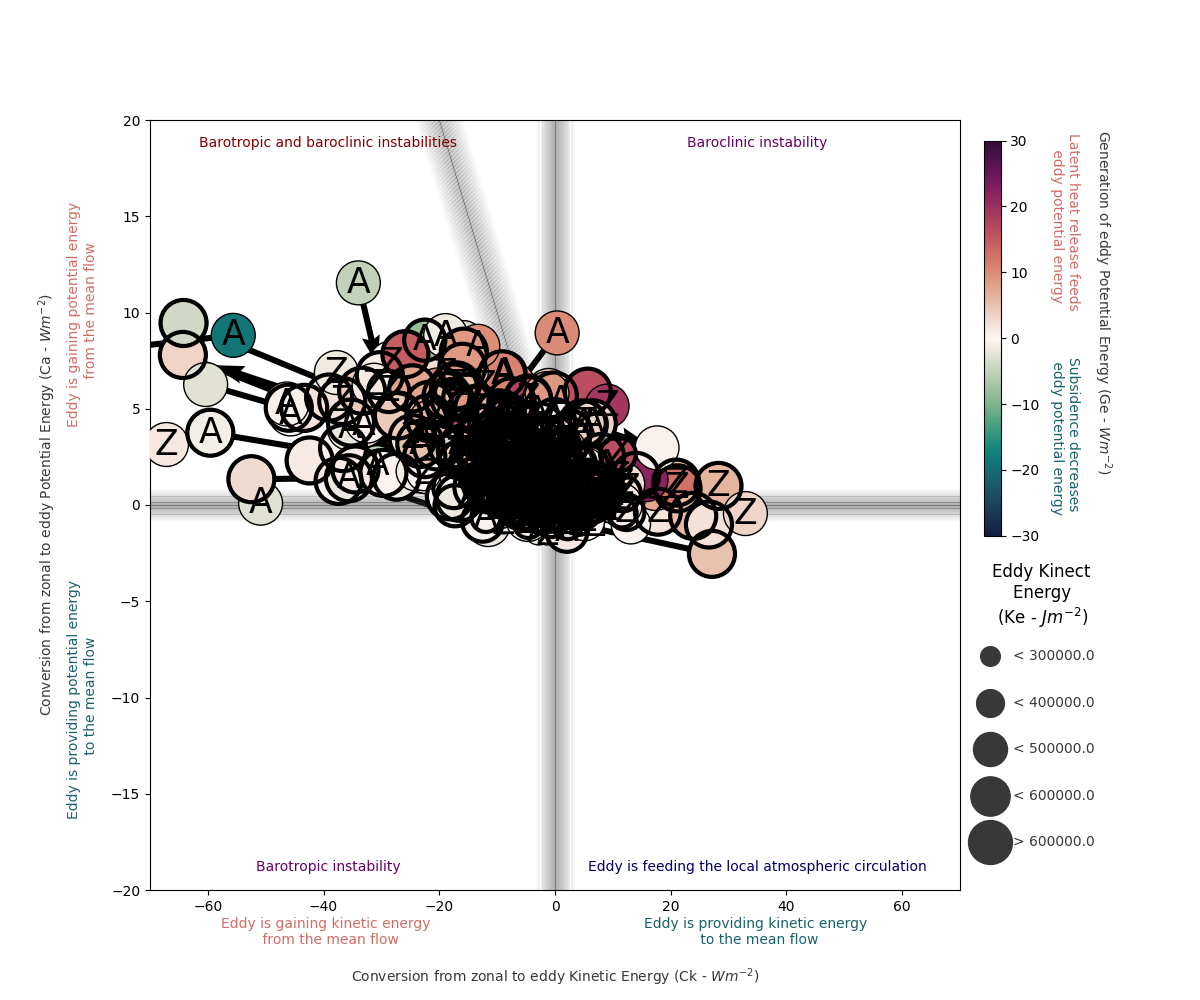 Barotropic and baroclinic instabilities
Baroclinic instability
Barotropic instability
Eddy is feeding the local atmospheric circulation
20
15
10
5
0
−5
−10
−15
−20
−60
−40
−20
0
20
40
60
Eddy is gaining kinetic energy
from the mean flow
Eddy is providing kinetic energy
to the mean flow
Conversion from zonal to eddy Kinetic Energy (Ck - Wm⁻²)
Conversion from zonal to eddy Potential Energy (Ca - Wm⁻²)
Eddy is gaining potential energy
from the mean flow
Eddy is providing potential energy
to the mean flow
A
A
A
A
A
Z
Z
A
A
A
A
A
Z
Z
Z
Z
Z
30
20
10
0
−10
−20
−30
Latent heat release feeds
eddy potential energy
Subsidence decreases
eddy potential energy
Generation of eddy Potential Energy (Ge - Wm⁻²)
Eddy Kinect
Energy
(Ke - Jm⁻²)
< 300000.0
< 400000.0
< 500000.0
< 600000.0
> 600000.0